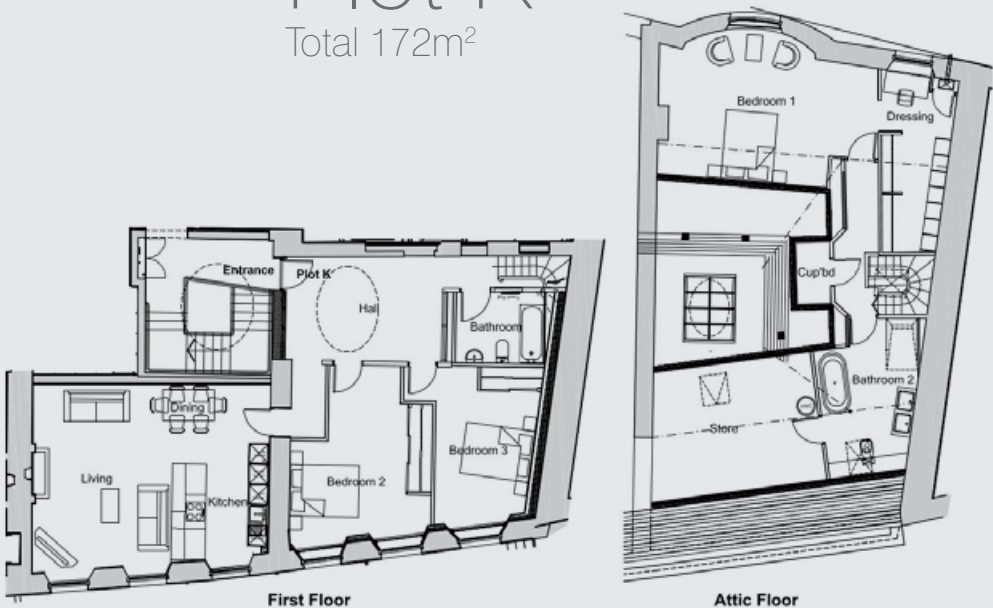 Plot K
Total 172m²
Bedroom 1
Dressing
Cup'bd
Bathroom 2
Store
Entrance
Plot K
Hall
Bathroom
Dining
Living
Kitchen
Bedroom 2
Bedroom 3
First Floor
Attic Floor